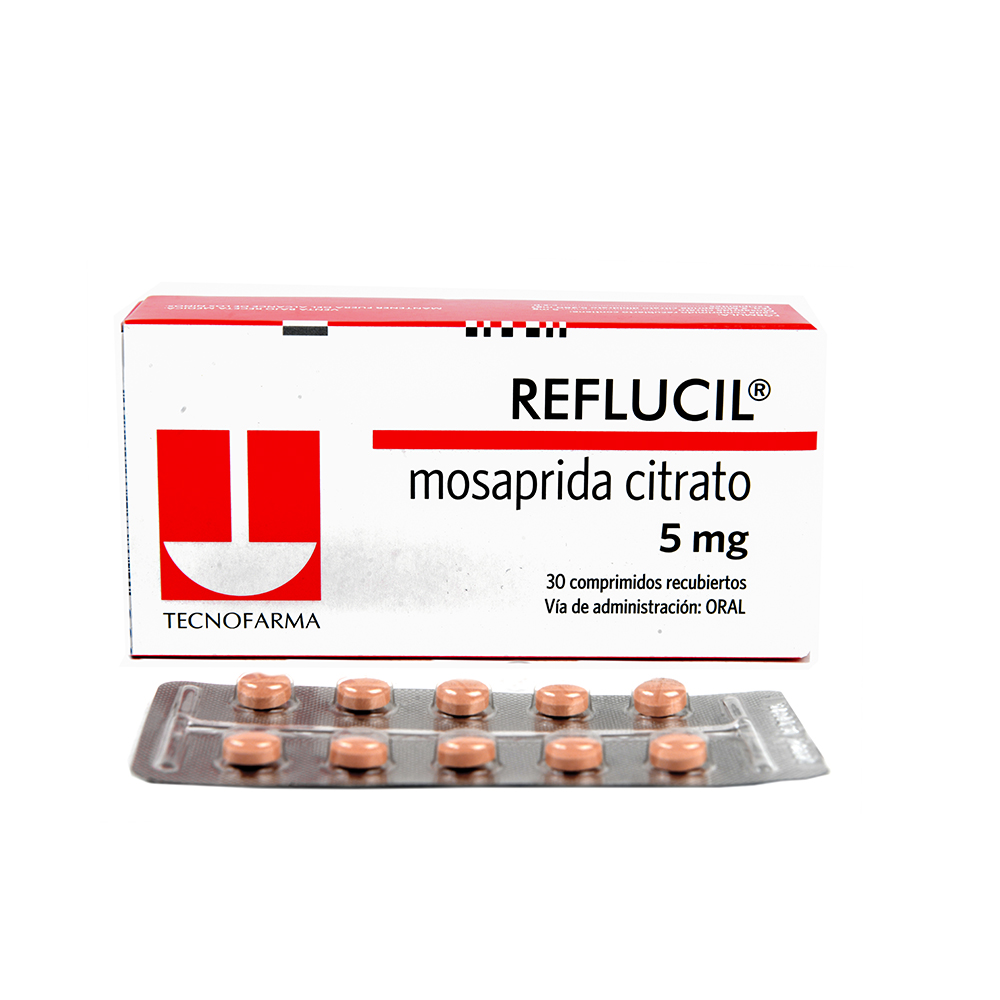 REFLUCIL®
mosaprida citrato
5 mg
30 comprimidos recubiertos
Vía de administración: ORAL
TECNOFARMA